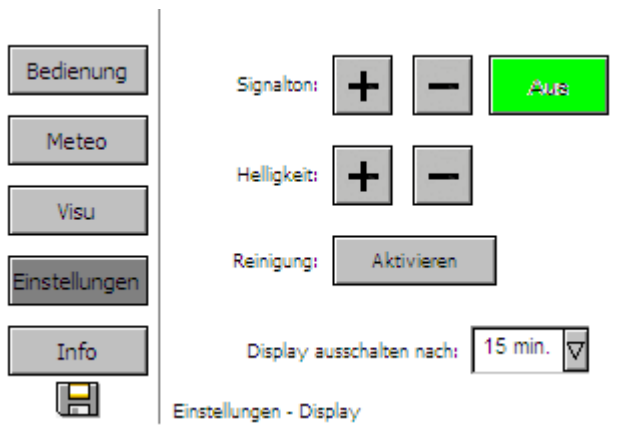 Bedienung
Meteo
Visu
Einstellungen
Info
Signalton: + − Aus
Helligkeit: + −
Reinigung: Aktivieren
Display ausschalten nach: 15 min.
Einstellungen - Display